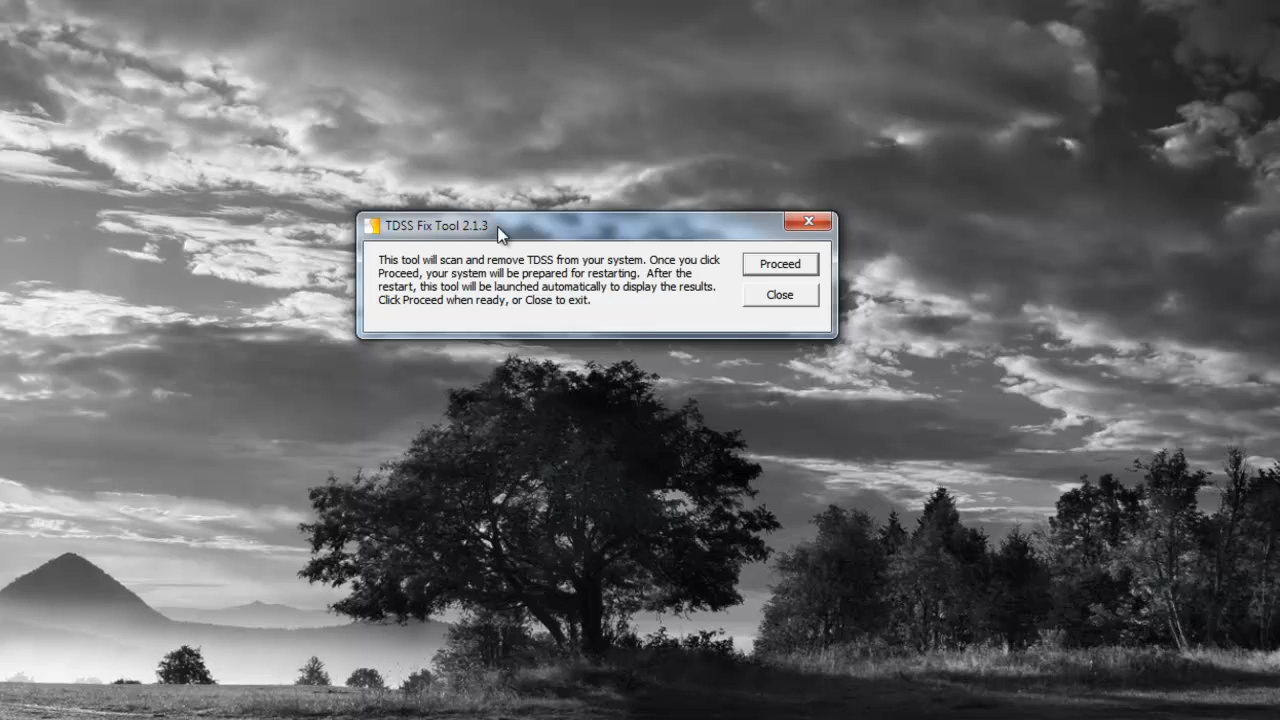 TDSS Fix Tool 2.1.3
This tool will scan and remove TDSS from your system. Once you click
Proceed, your system will be prepared for restarting.  After the
restart, this tool will be launched automatically to display the results.
Click Proceed when ready, or Close to exit.
Proceed
Close